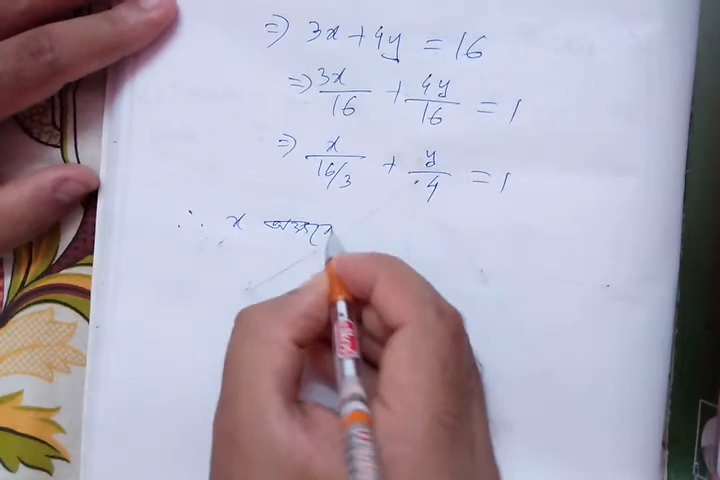 => 3x + 4y = 16
=> 3x/16 + 4y/16 = 1
=> x/16/3 + y/4 = 1
∴ x অক্ষের